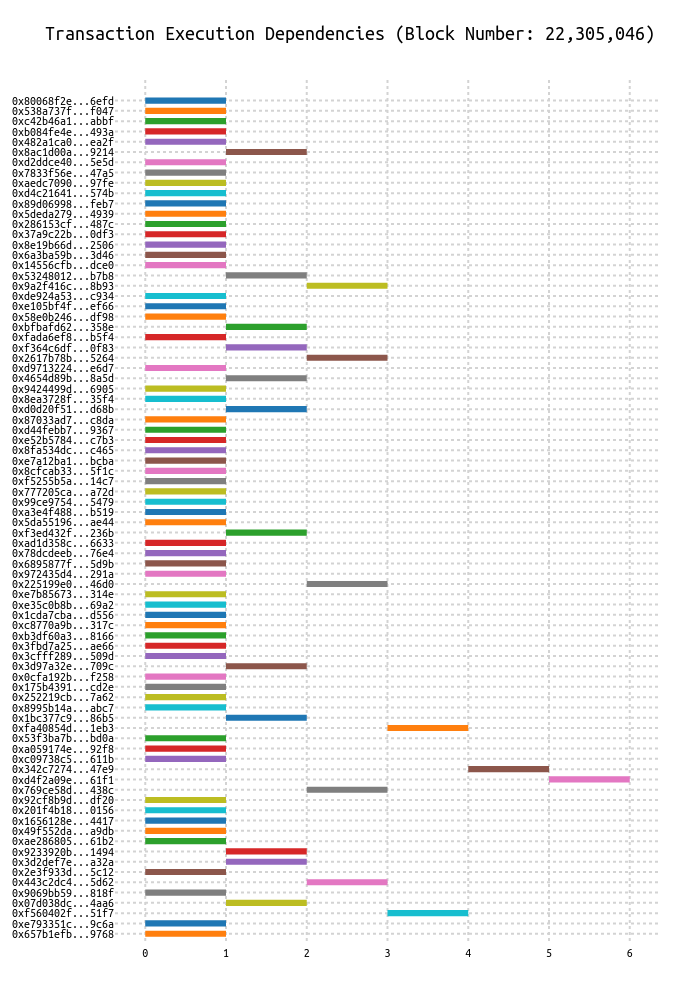 Transaction Execution Dependencies (Block Number: 22,305,046)
0x80068f2e...6efd
0x538a737f...f047
0xc42b46a1...abbf
0xb084fe4e...493a
0x482a1ca0...ea2f
0x8ac1d00a...9214
0xd2ddce40...5e5d
0x7833f56e...47a5
0xaedc7090...97fe
0xd4c21641...574b
0x89d06998...feb7
0x5deda279...4939
0x286153cf...487c
0x37a9c22b...0df3
0x8e19b66d...2506
0x6a3ba59b...3d46
0x14556cfb...dce0
0x53248012...b7b8
0x9a2f416c...8b93
0xde924a53...c934
0xe105bf4f...ef66
0x58e0b246...df98
0xbfbafd62...358e
0xfada6ef8...b5f4
0xf364c6df...0f83
0x2617b78b...5264
0xd9713224...e6d7
0x4654d89b...8a5d
0x9424499d...6905
0x8ea3728f...35f4
0xd0d20f51...d68b
0x87033ad7...c8da
0xd44febb7...9367
0xe52b5784...c7b3
0x8fa534dc...c465
0xe7a12ba1...bcba
0x8cfcab33...5f1c
0xf5255b5a...14c7
0x777205ca...a72d
0x99ce9754...5479
0xa3e4f488...b519
0x5da55196...ae44
0xf3ed432f...236b
0xad1d358c...6633
0x78dcdeeb...76e4
0x6895877f...5d9b
0x972435d4...291a
0x225199e0...46d0
0xe7b85673...314e
0xe35c0b8b...69a2
0x1cda7cba...d556
0xc8770a9b...317c
0xb3df60a3...8166
0x3fbd7a25...ae66
0x3cfff289...509d
0x3d97a32e...709c
0x0cfa192b...f258
0x175b4391...cd2e
0x252219cb...7a62
0x8995b14a...abc7
0x1bc377c9...86b5
0xfa40854d...1eb3
0x53f3ba7b...bd0a
0xa059174e...92f8
0xc09738c5...611b
0x342c7274...47e9
0xd4f2a09e...61f1
0x769ce58d...438c
0x92cf8b9d...df20
0x201f4b18...0156
0x1656128e...4417
0x49f552da...a9db
0xae286805...61b2
0x9233920b...1494
0x3d2def7e...a32a
0x2e3f933d...5c12
0x443c2dc4...5d62
0x9069bb59...818f
0x07d038dc...4aa6
0xf560402f...51f7
0xe793351c...9c6a
0x657b1efb...9768
0 1 2 3 4 5 6